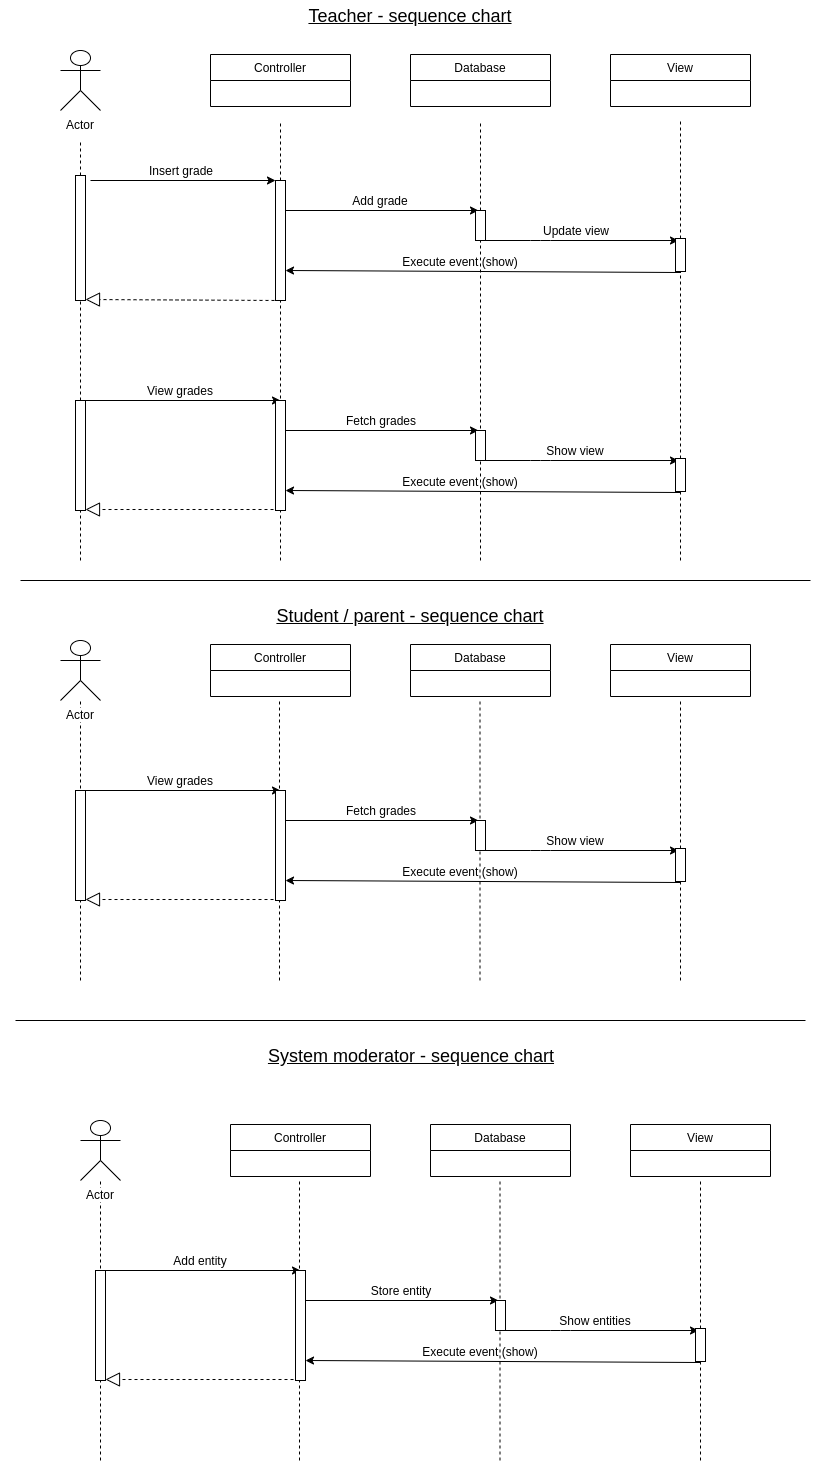 Teacher - sequence chart
Controller
Database
View
Actor
Insert grade
Add grade
Update view
Execute event (show)
View grades
Fetch grades
Show view
Execute event (show)
Student / parent - sequence chart
Controller
Database
View
Actor
View grades
Fetch grades
Show view
Execute event (show)
System moderator - sequence chart
Controller
Database
View
Actor
Add entity
Store entity
Show entities
Execute event (show)